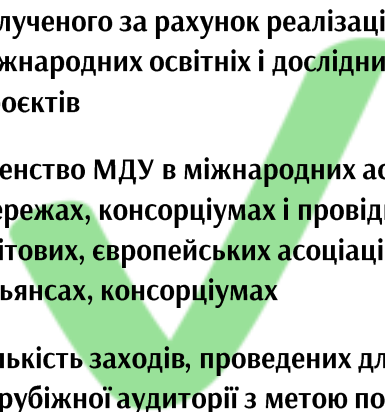 лученого за рахунок реалізаці
жнародних освітніх і дослідни
оєктів
енство МДУ в міжнародних ас
ережах, консорціумах і провід
ітових, європейських асоціаці
ьянсах, консорціумах
лькість заходів, проведених дл
рубіжної аудиторії з метою по